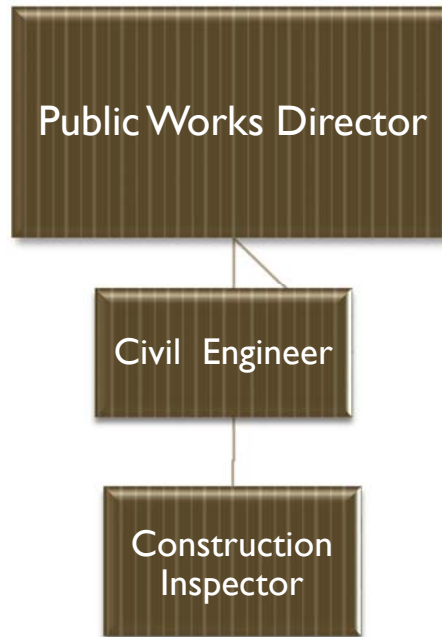 Public Works Director
Civil Engineer
Construction
Inspector